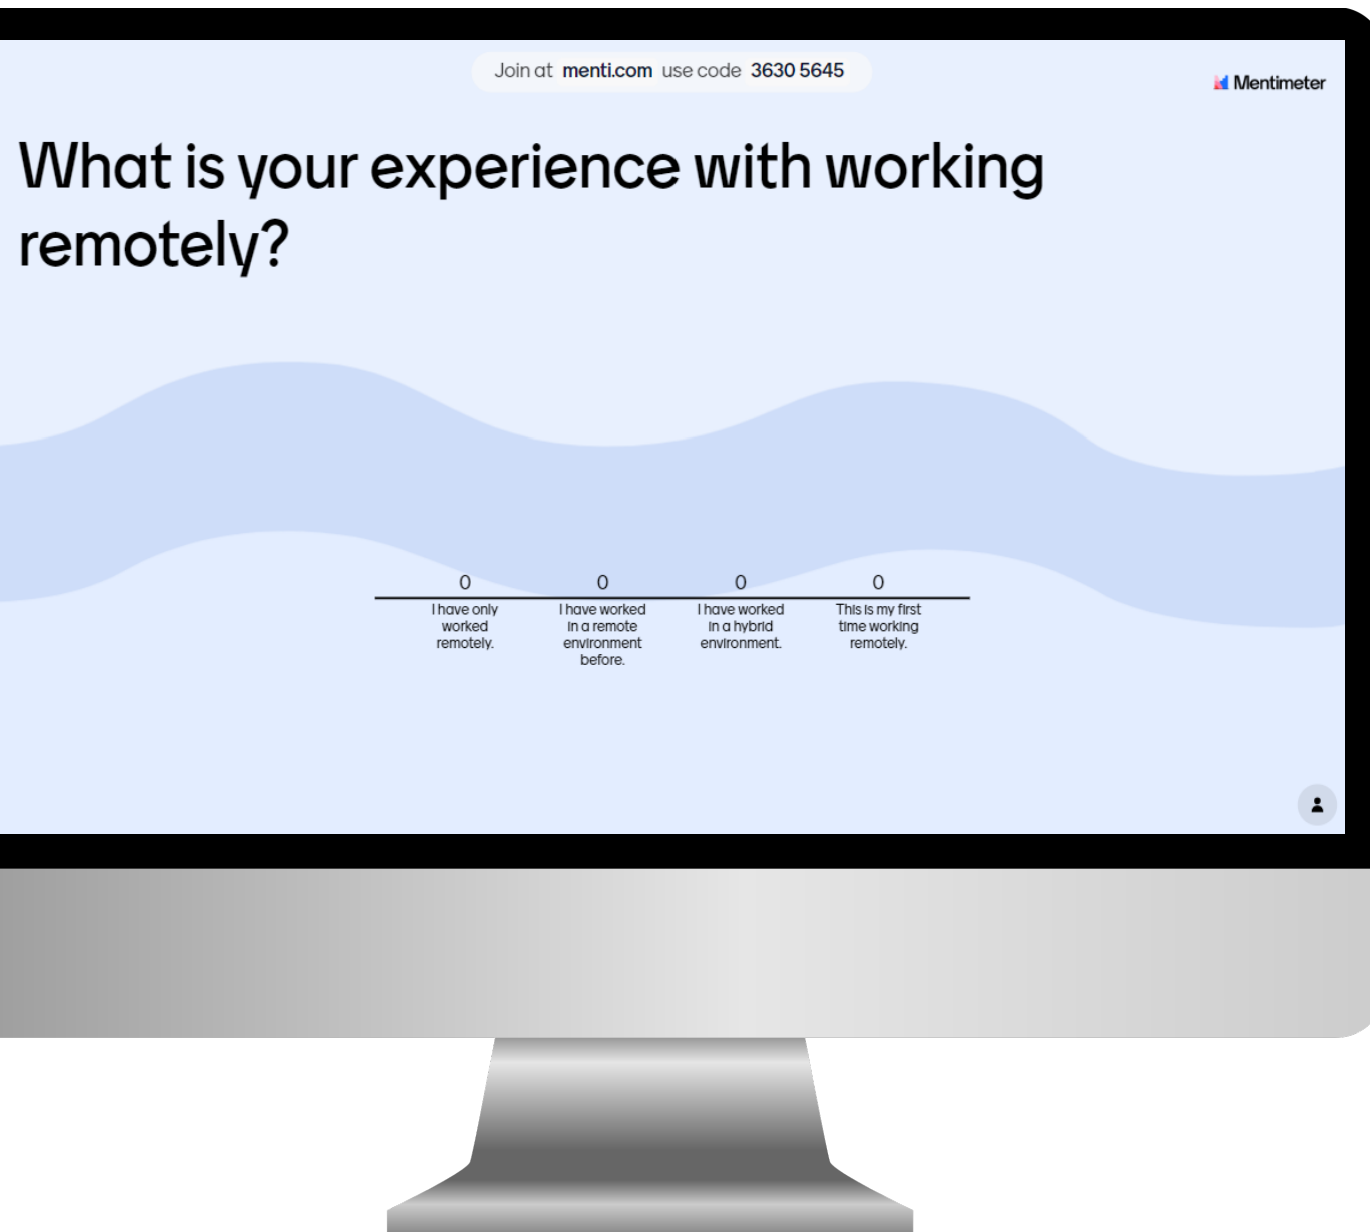 Join at menti.com use code 3630 5645
Mentimeter
What is your experience with working
remotely?
0
0
0
0
I have only
worked
remotely.
I have worked
in a remote
environment
before.
I have worked
in a hybrid
environment.
This is my first
time working
remotely.